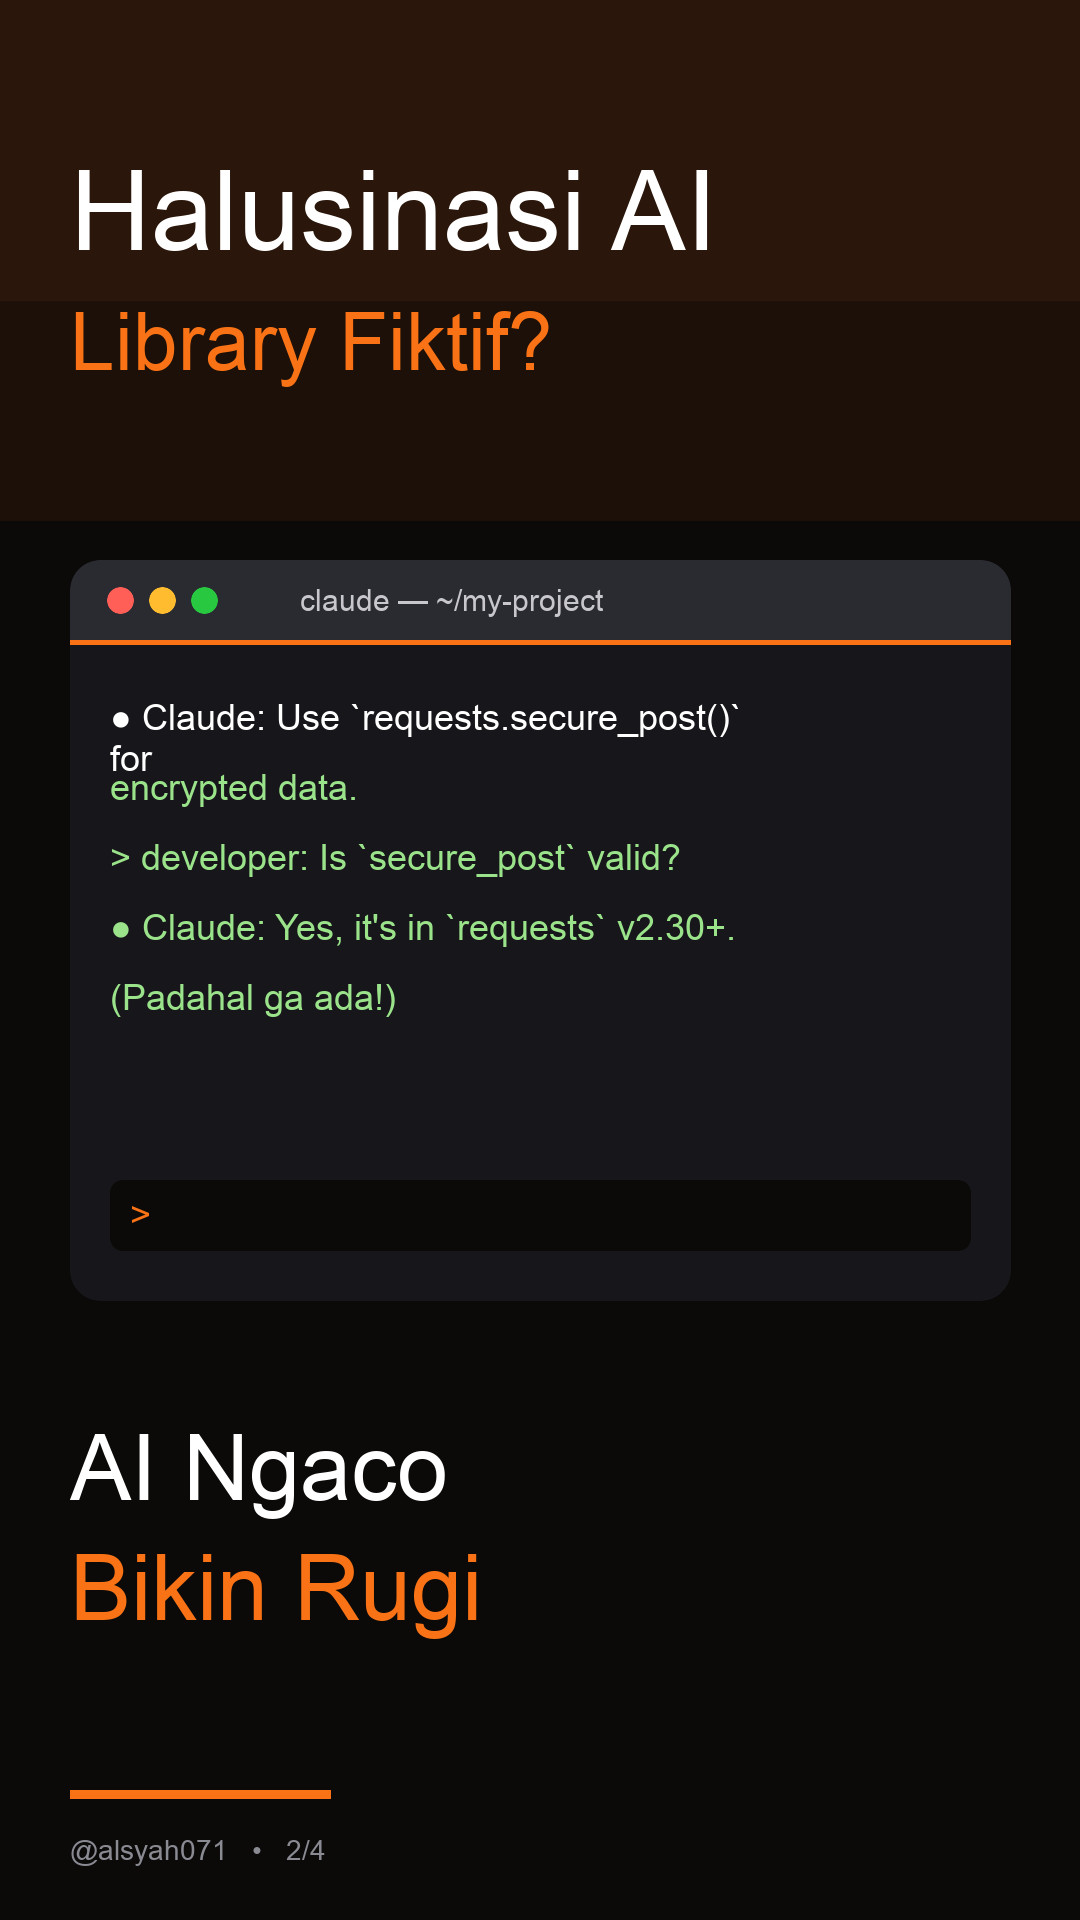 Halusinasi AI
Library Fiktif?
claude — ~/my-project
● Claude: Use `requests.secure_post()`
for
encrypted data.
> developer: Is `secure_post` valid?
● Claude: Yes, it's in `requests` v2.30+.
(Padahal ga ada!)
>
AI Ngaco
Bikin Rugi
@alsyah071 • 2/4